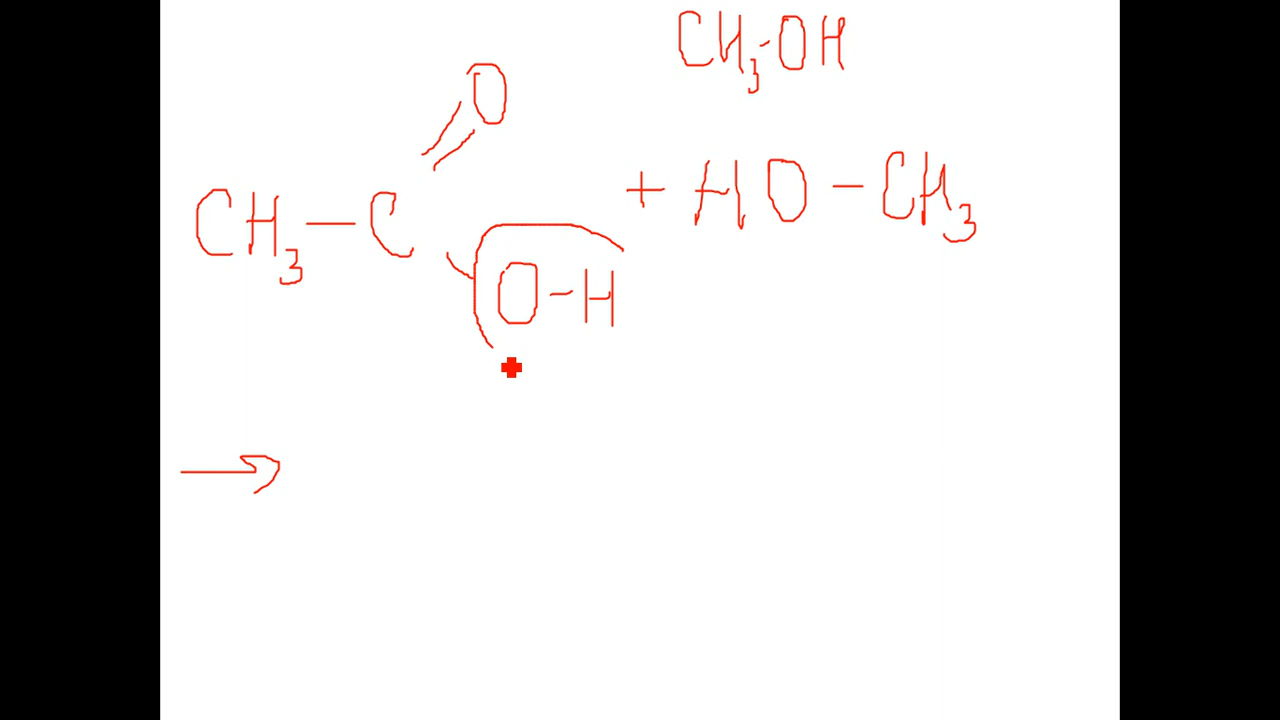 CH3-OH
O
CH3-C
+ HO-CH3
O-H
→